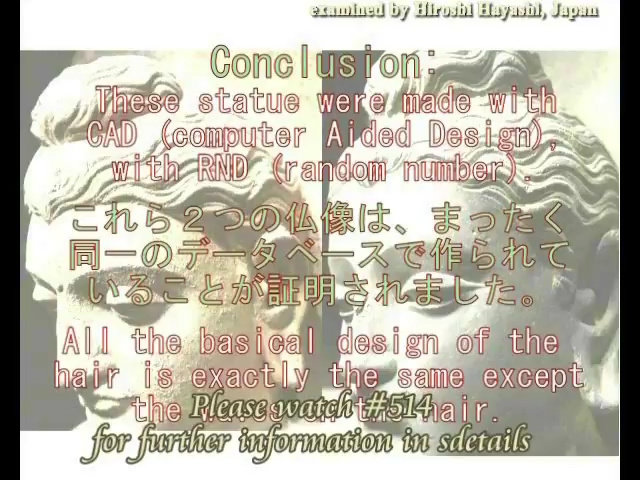 examined by Hiroshi Hayashi, Japan
Conclusion:
These statue were made with
CAD (computer Aided Design),
with RND (random number).
これら２つの仏像は、まったく
同一のデータベースで作られて
いることが証明されました。
All the basical design of the
hair is exactly the same except
the hair.
Please watch #514
for further information in sdetails